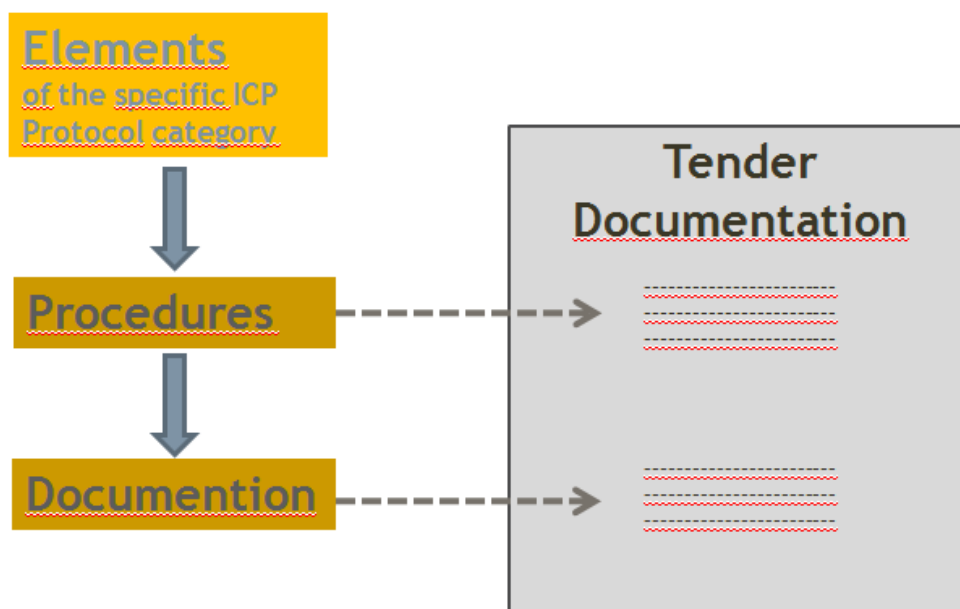 Elements
of the specific ICP
Protocol category
Tender
Documentation
Procedures
Documention